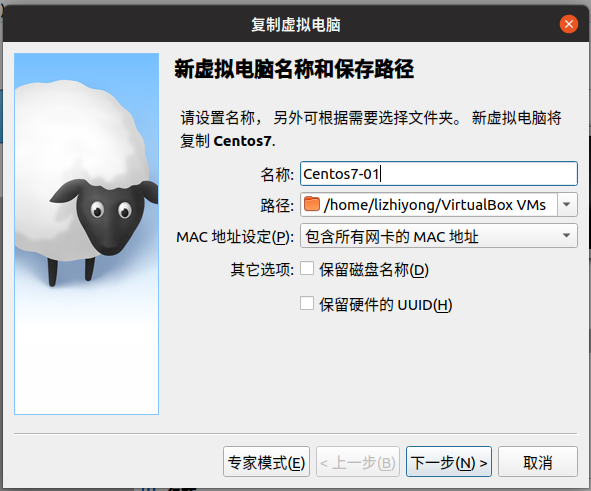 复制虚拟电脑
新虚拟电脑名称和保存路径
请设置名称，另外可根据需要选择文件夹。 新虚拟电脑将
复制 Centos7.
名称: Centos7-01
路径: /home/lizhiyong/VirtualBox VMs
MAC 地址设定(P): 包含所有网卡的 MAC 地址
其它选项: 保留磁盘名称(D)
保留硬件的 UUID(H)
专家模式(E) < 上一步(B) 下一步(N) > 取消